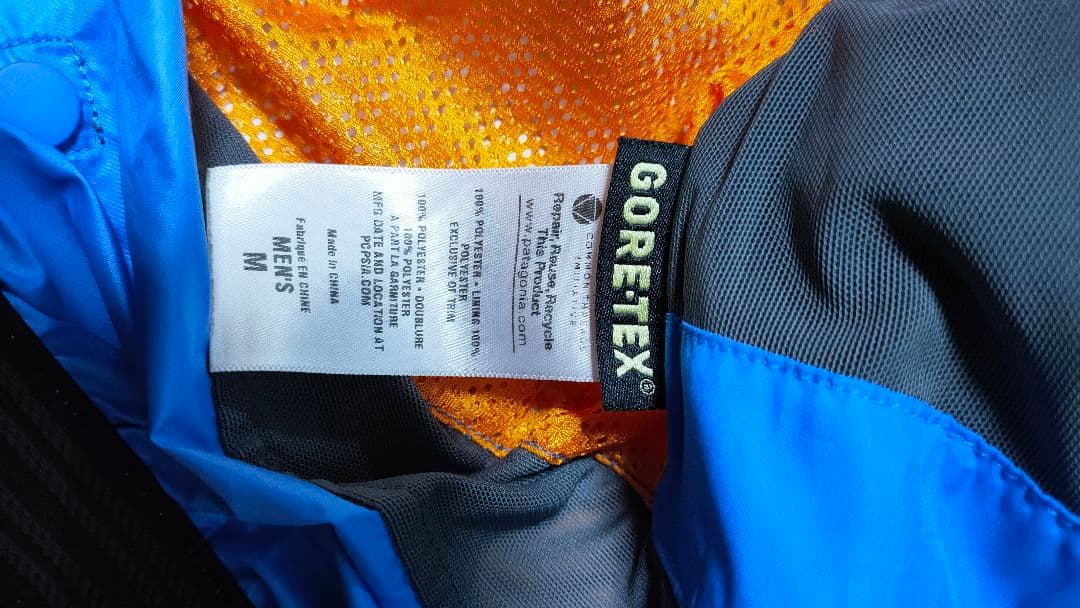 GORE-TEX®
COMMON THREADS
INITIATIVE
Repair, Reuse, Recycle
This Product
www.patagonia.com
100% POLYESTER • LINING 100%
POLYESTER
EXCLUSIVE OF TRIM
100% POLYESTER • DOUBLURE
100% POLYESTER
A PART LA GARNITURE
MFG DATE AND LOCATION AT
PCPSIA.COM
Made in CHINA
Fabriqué EN CHINE
MEN'S
M